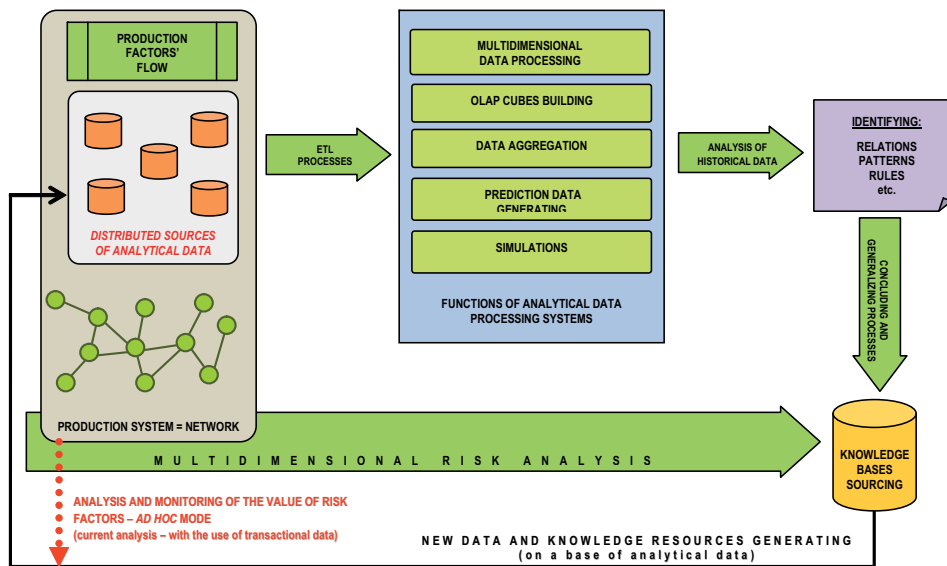 PRODUCTION
FACTORS'
FLOW
DISTRIBUTED SOURCES
OF ANALYTICAL DATA
PRODUCTION SYSTEM = NETWORK
ETL
PROCESSES
MULTIDIMENSIONAL
DATA PROCESSING
OLAP CUBES BUILDING
DATA AGGREGATION
PREDICTION DATA
GENERATING
SIMULATIONS
FUNCTIONS OF ANALYTICAL DATA
PROCESSING SYSTEMS
ANALYSIS OF
HISTORICAL DATA
IDENTIFYING:
RELATIONS
PATTERNS
RULES
etc.
CONCLUDING AND
GENERALIZING PROCESSES
KNOWLEDGE
BASES
SOURCING
MULTIDIMENSIONAL RISK ANALYSIS
ANALYSIS AND MONITORING OF THE VALUE OF RISK
FACTORS – AD HOC MODE
(current analysis – with the use of transactional data)
NEW DATA AND KNOWLEDGE RESOURCES GENERATING
(on a base of analytical data)